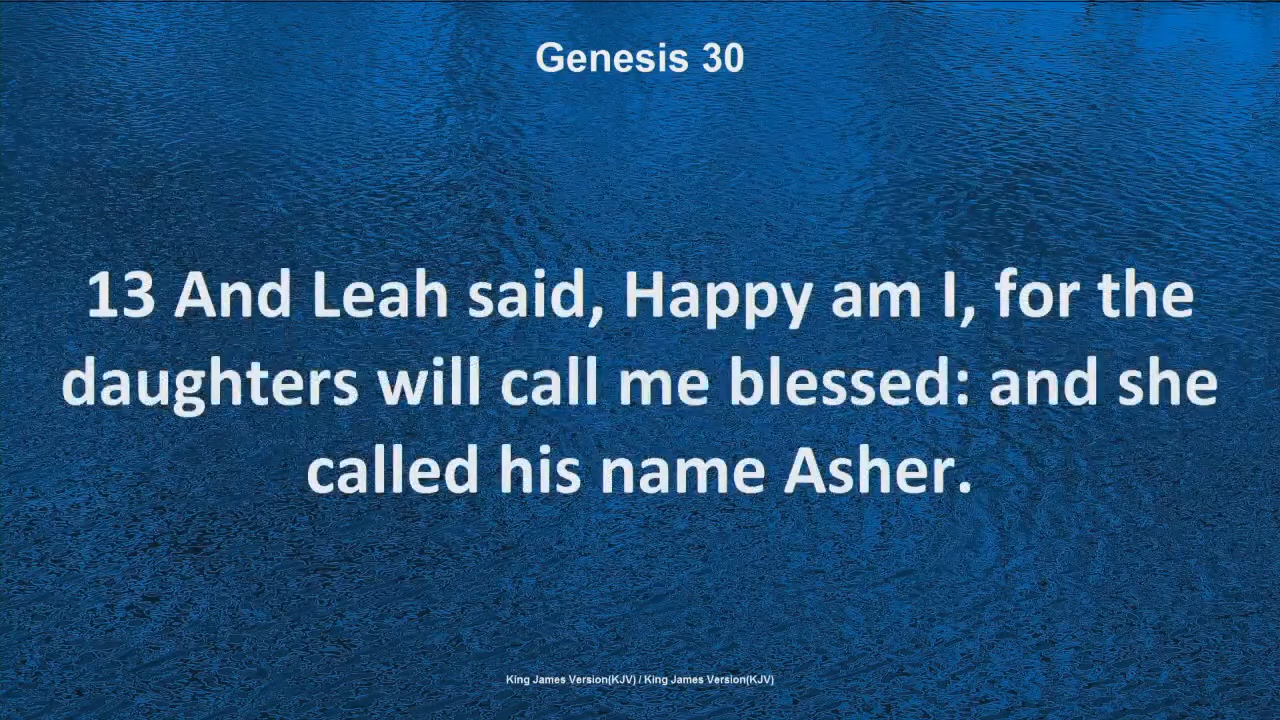 Genesis 30
13 And Leah said, Happy am I, for the
daughters will call me blessed: and she
called his name Asher.
King James Version(KJV) / King James Version(KJV)